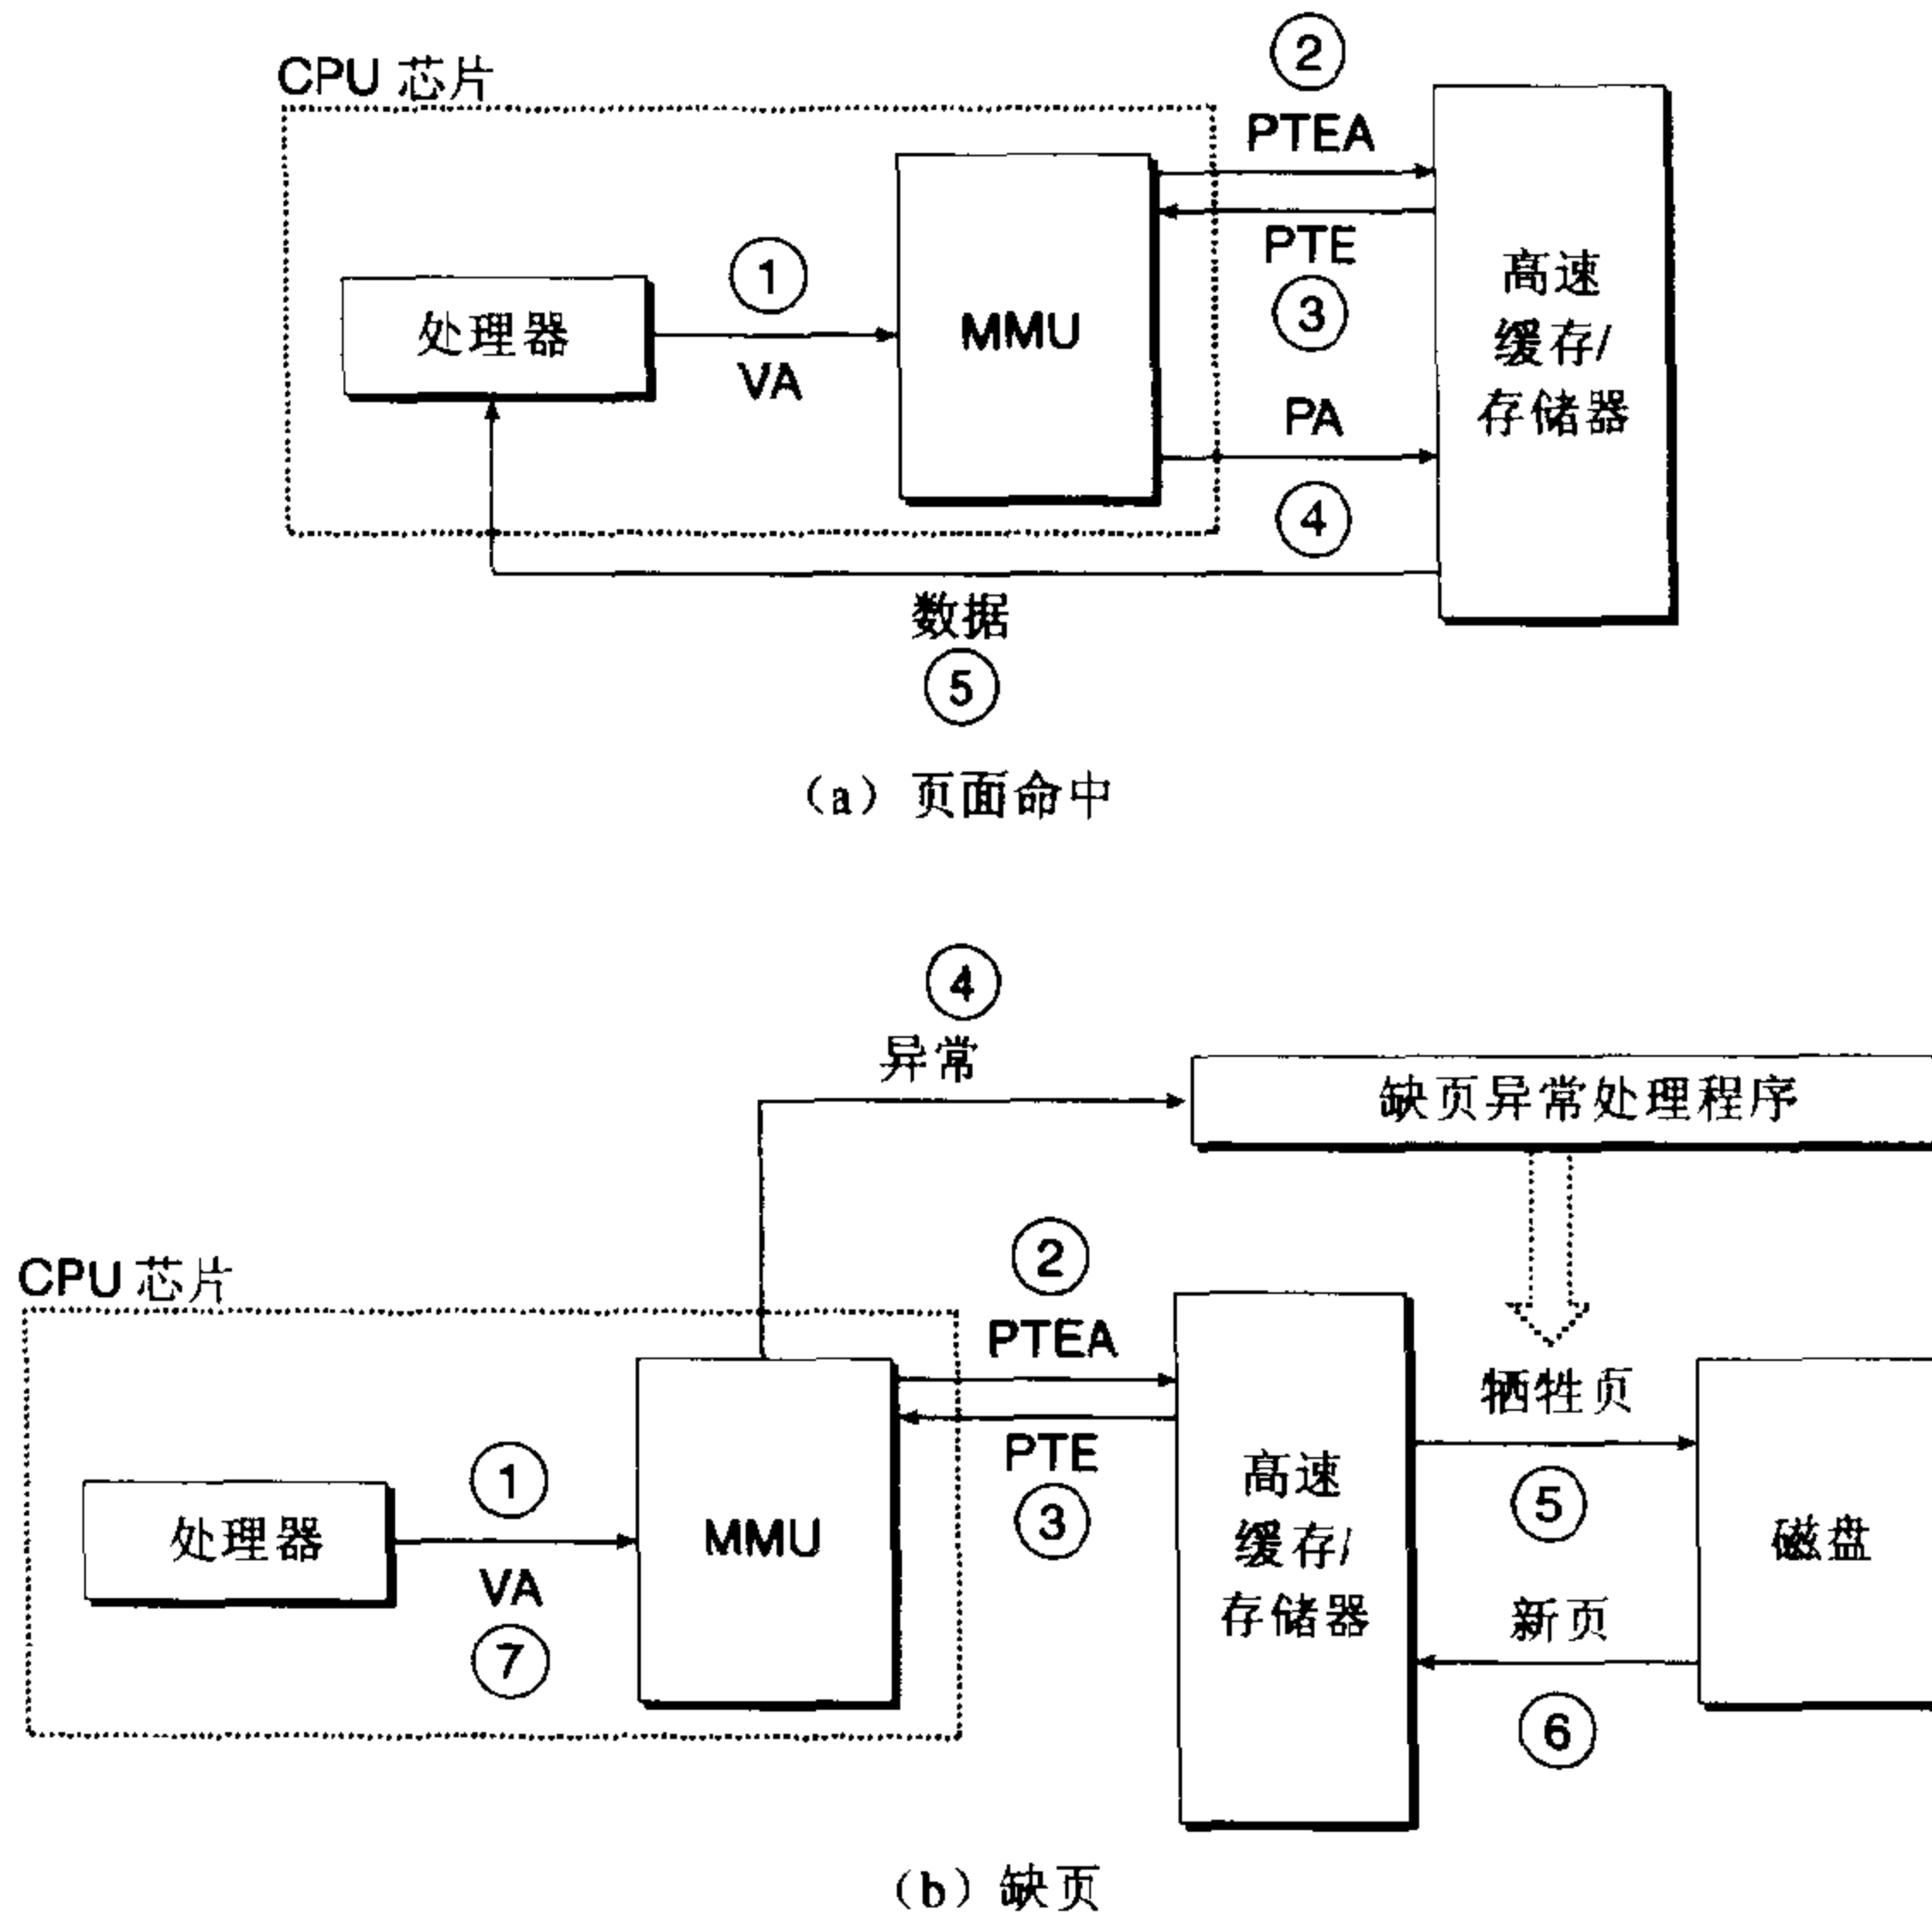 ②
CPU 芯片
PTEA
PTE
③
①
处理器
VA
MMU
高速
缓存/
存储器
PA
④
数据
⑤
（a）页面命中
④
异常
缺页异常处理程序
②
CPU 芯片
PTEA
牺牲页
PTE
③
①
处理器
VA
⑦
MMU
高速
缓存/
存储器
⑤
磁盘
新页
⑥
（b）缺页